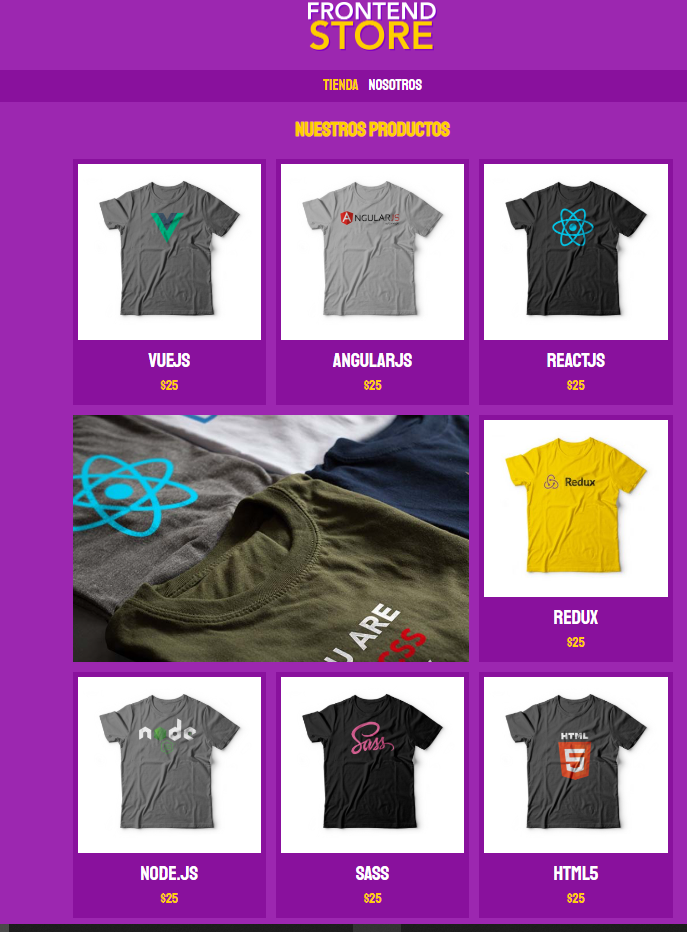 FRONTEND
STORE
TIENDA NOSOTROS
NUESTROS PRODUCTOS
ANGULARJS
VUEJS
$25
ANGULARJS
$25
REACTJS
$25
ARE
Redux
REDUX
$25
node
Sass
HTML
5
NODE.JS
$25
SASS
$25
HTML5
$25